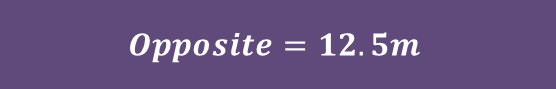 Opposite = 12.5m